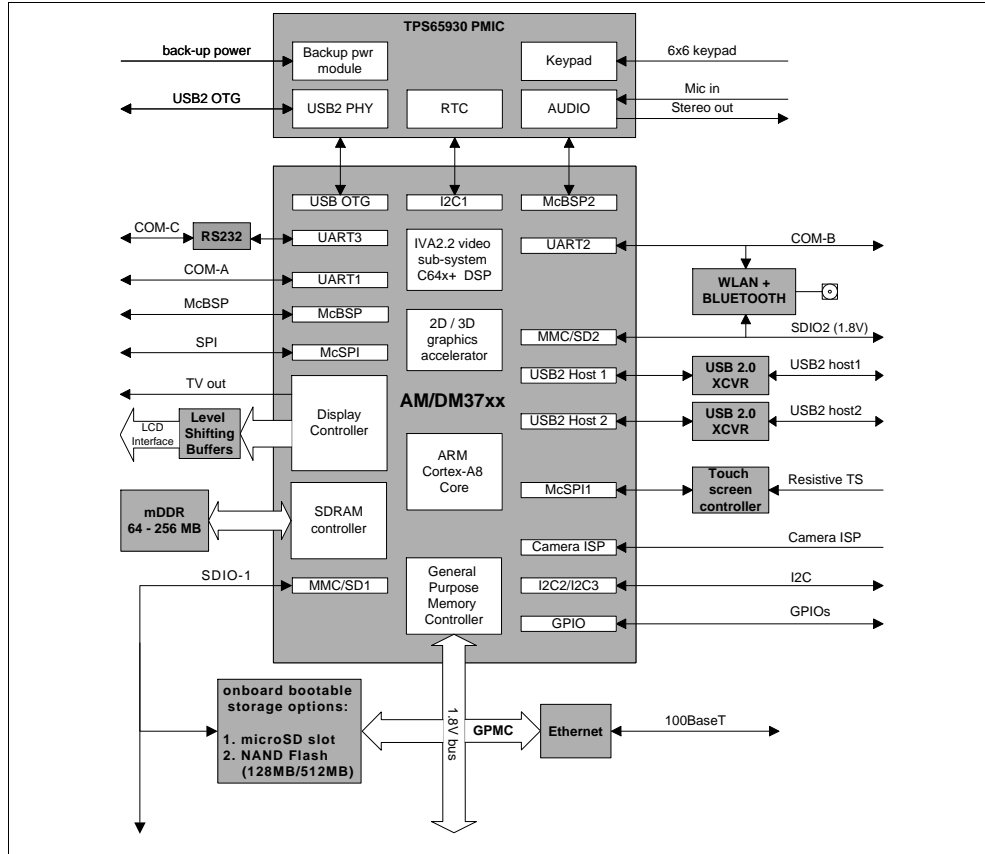 TPS65930 PMIC
back-up power
Backup pwr
module
Keypad
6x6 keypad
USB2 OTG
USB2 PHY
RTC
AUDIO
Mic in
Stereo out
USB OTG
I2C1
McBSP2
COM-C
RS232
UART3
IVA2.2 video
sub-system
C64x+ DSP
UART2
COM-B
COM-A
UART1
WLAN +
BLUETOOTH
McBSP
McBSP
2D / 3D
graphics
accelerator
MMC/SD2
SDIO2 (1.8V)
SPI
McSPI
USB2 Host 1
USB 2.0
XCVR
USB2 host1
TV out
Display
Controller
AM/DM37xx
LCD
Interface
Level
Shifting
Buffers
USB2 Host 2
USB 2.0
XCVR
USB2 host2
ARM
Cortex-A8
Core
McSPI1
Touch
screen
controller
Resistive TS
mDDR
64 - 256 MB
SDRAM
controller
Camera ISP
Camera ISP
SDIO-1
MMC/SD1
General
Purpose
Memory
Controller
I2C2/I2C3
I2C
GPIO
GPIOs
onboard bootable
storage options:
1. microSD slot
2. NAND Flash
(128MB/512MB)
1.8V bus
GPMC
Ethernet
100BaseT